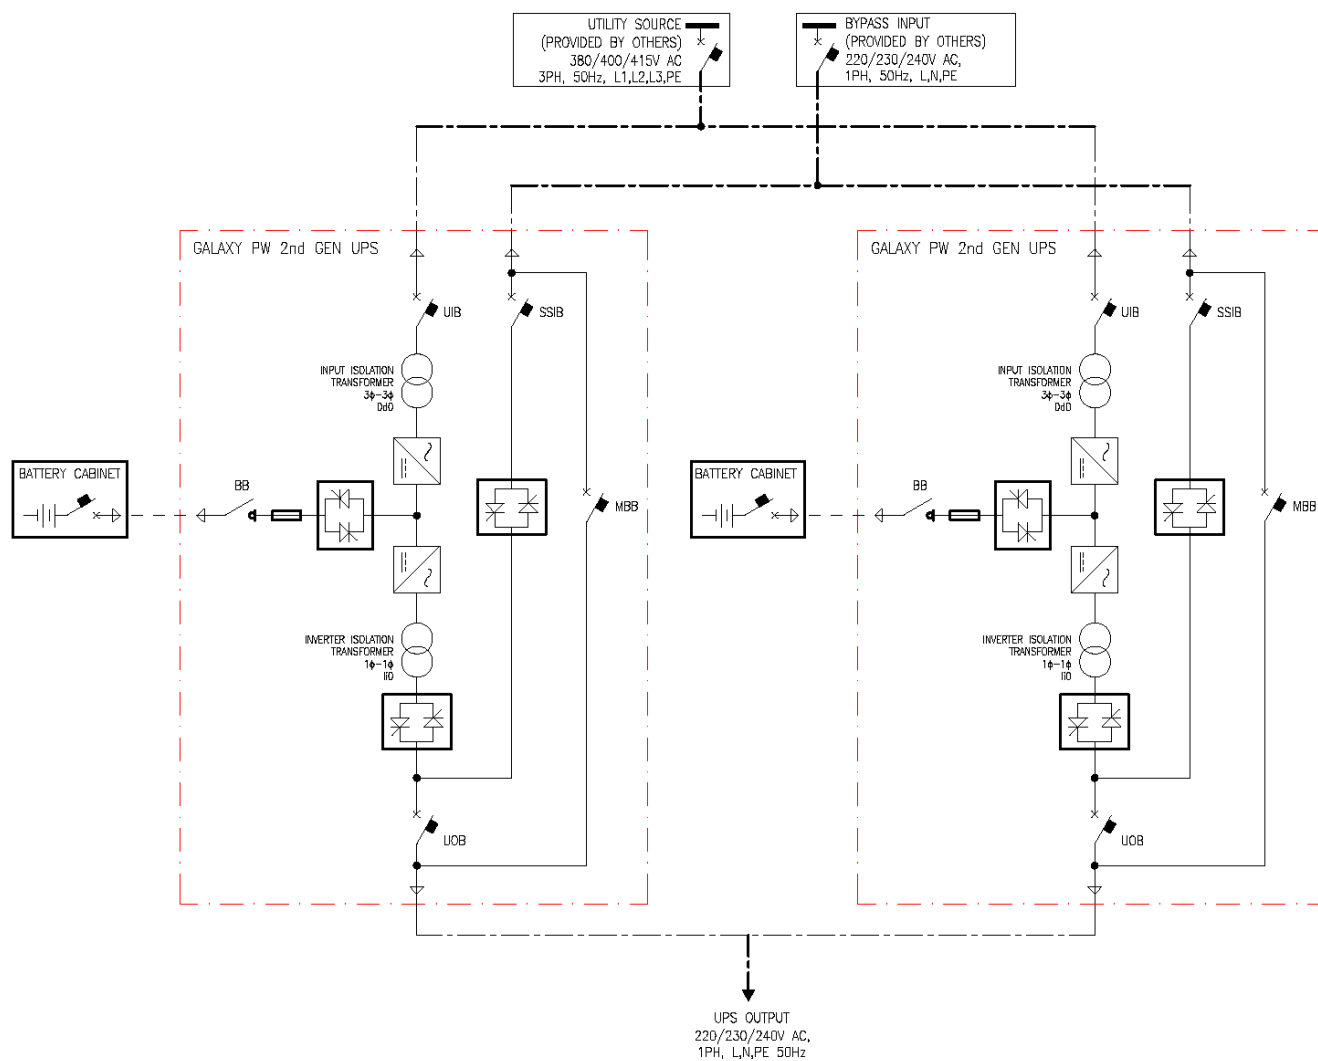 UTILITY SOURCE
(PROVIDED BY OTHERS)
380/400/415V AC
3PH, 50Hz, L1,L2,L3,PE
BYPASS INPUT
(PROVIDED BY OTHERS)
220/230/240V AC,
1PH, 50Hz, L,N,PE
GALAXY PW 2nd GEN UPS
UIB
SSIB
INPUT ISOLATION
TRANSFORMER
3ϕ-3ϕ
Dd0
BATTERY CABINET
BB
MBB
INVERTER ISOLATION
TRANSFORMER
1ϕ-1ϕ
Ii0
UOB
GALAXY PW 2nd GEN UPS
UIB
SSIB
INPUT ISOLATION
TRANSFORMER
3ϕ-3ϕ
Dd0
BATTERY CABINET
BB
MBB
INVERTER ISOLATION
TRANSFORMER
1ϕ-1ϕ
Ii0
UOB
UPS OUTPUT
220/230/240V AC,
1PH, L,N,PE 50Hz